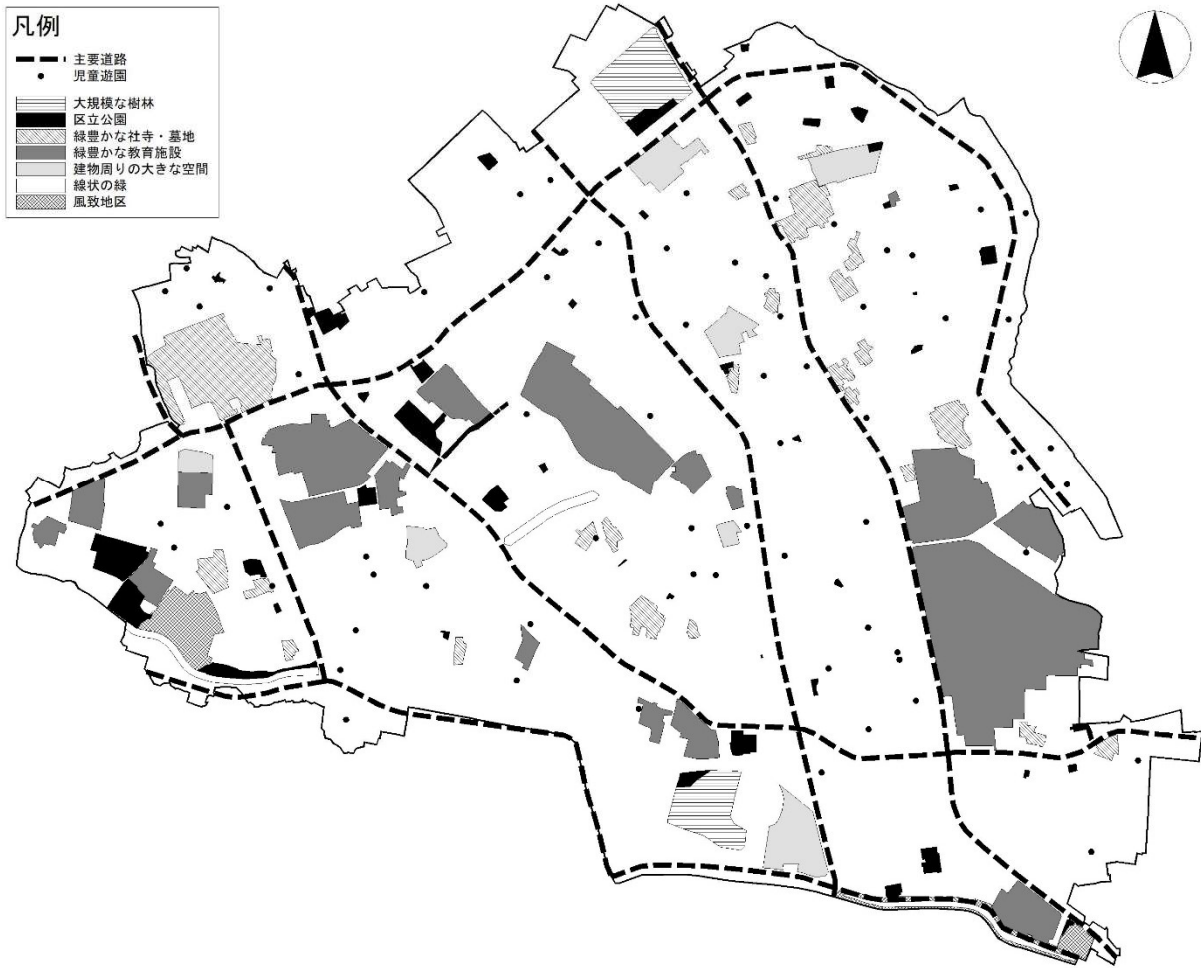 凡例
主要道路
児童遊園
大規模な樹林
区立公園
緑豊かな社寺・墓地
緑豊かな教育施設
建物周りの大きな空間
線状の緑
風致地区